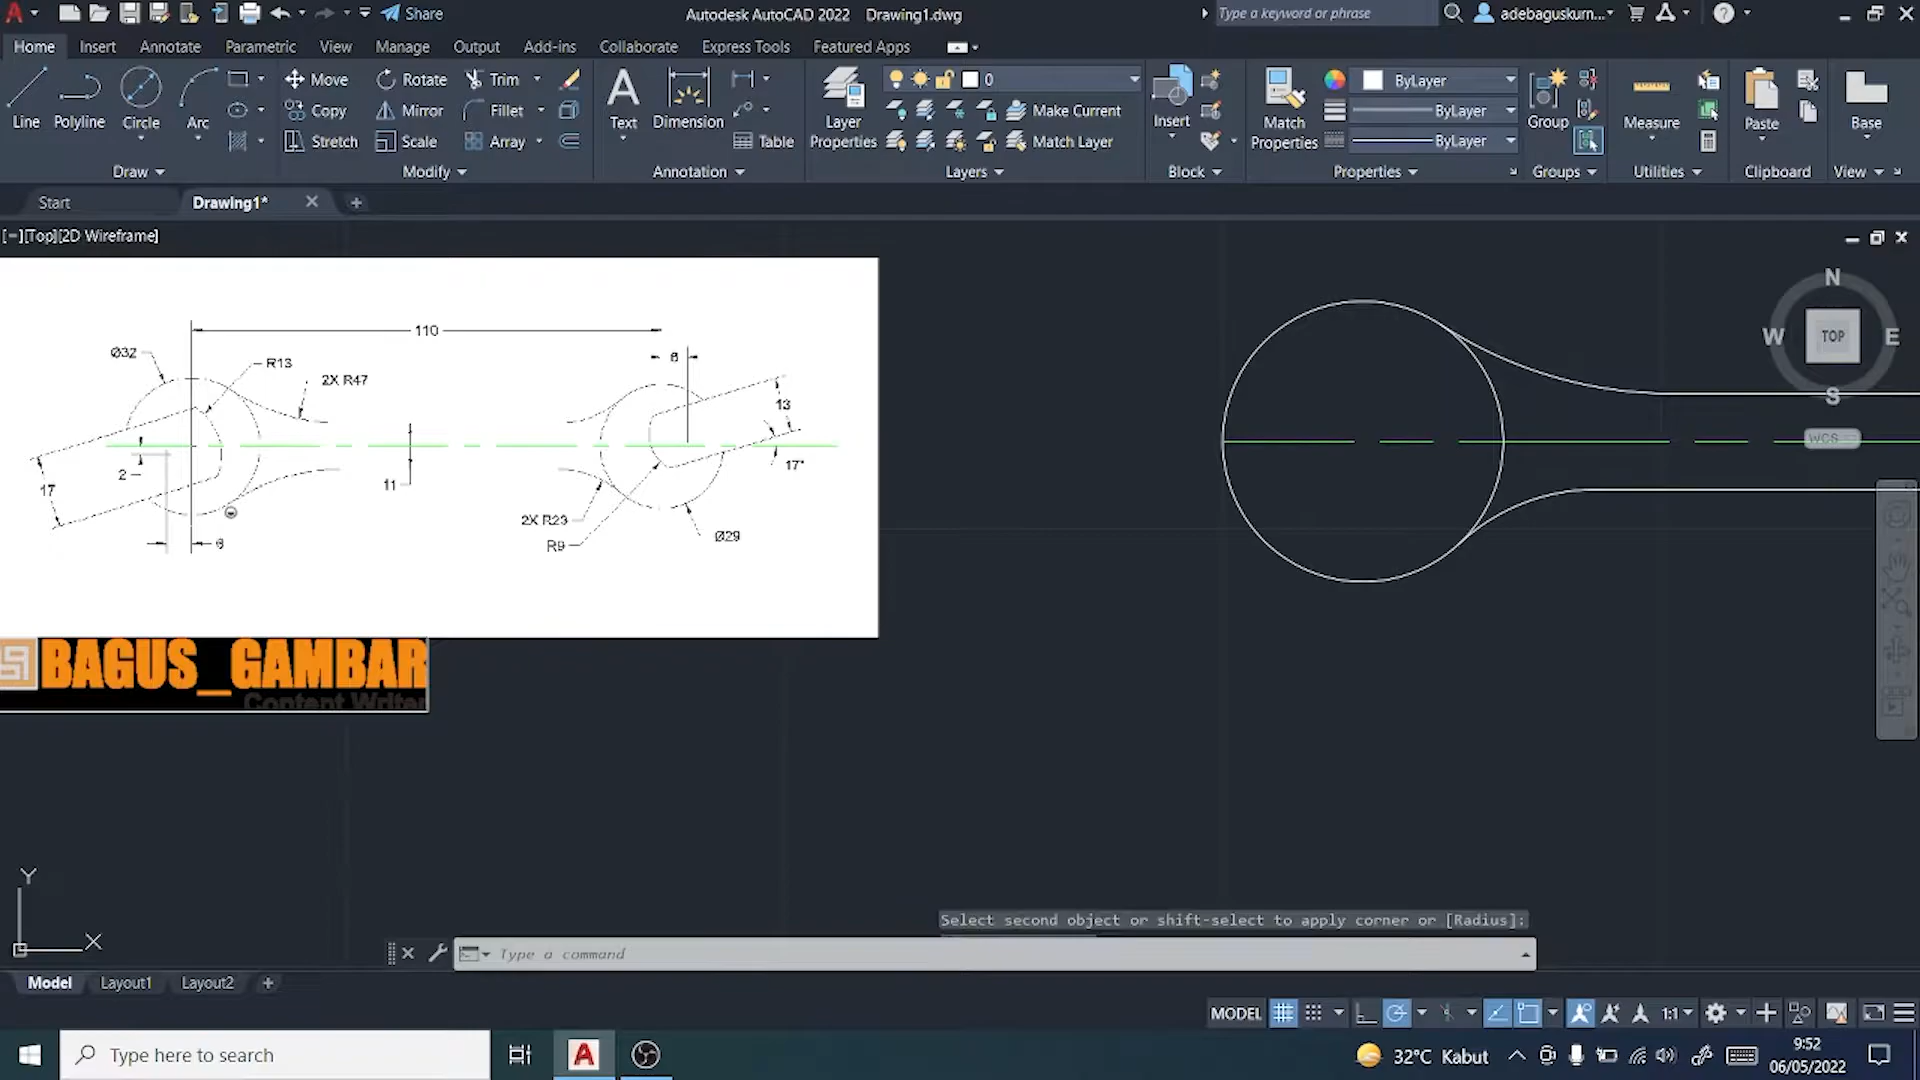 Share
Autodesk AutoCAD 2022 Drawing1.dwg
Type a keyword or phrase
adebaguskurn...
Home Insert Annotate Parametric View Manage Output Add-ins Collaborate Express Tools Featured Apps
Line Polyline Circle Arc
Move Rotate Trim
Copy Mirror Fillet
Stretch Scale Array
Text Dimension
Table
Layer Properties
0
Make Current
Match Layer
Insert
Match Properties
ByLayer
ByLayer
ByLayer
Group
Measure
Paste
Base
Draw Modify Annotation Layers Block Properties Groups Utilities Clipboard View
Start Drawing1*
[−][Top][2D Wireframe]
110
Ø32
R13
2X R47
6
13
17°
17
2
11
6
2X R23
R9
Ø29
N
W TOP E
S
WCS
BAGUS_GAMBAR
Content Writer
Y
X
Select second object or shift-select to apply corner or [Radius]:
Type a command
Model Layout1 Layout2
MODEL 1:1
Type here to search
32°C Kabut
9:52
06/05/2022